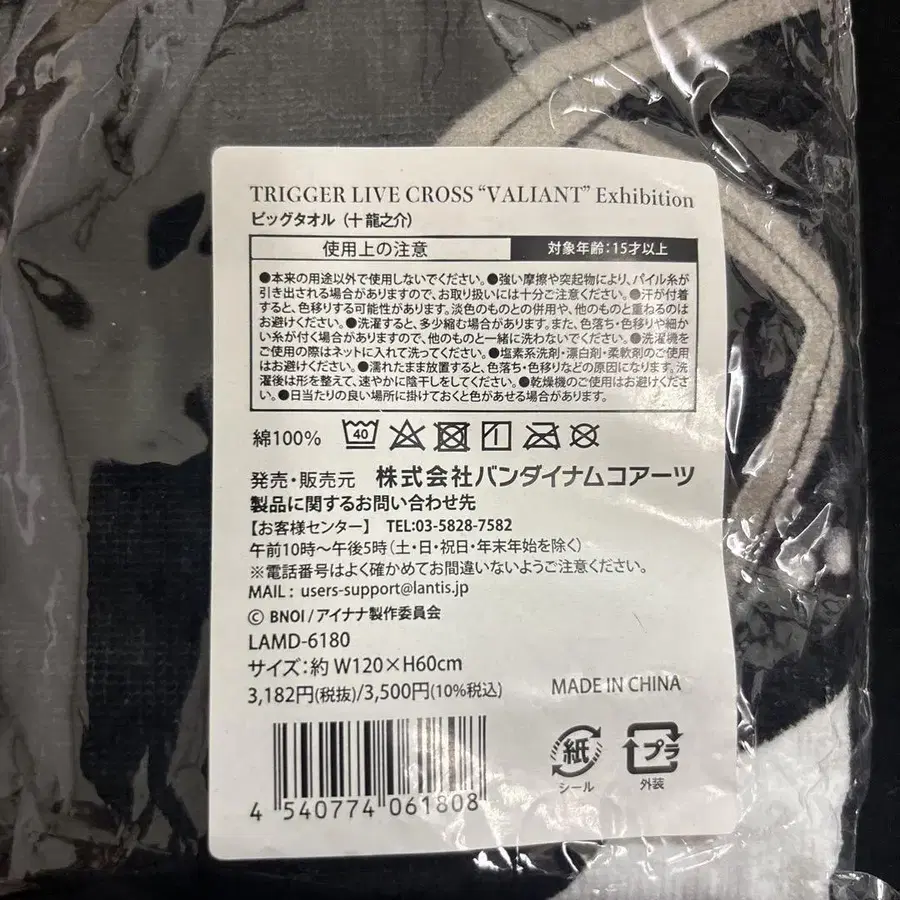 TRIGGER LIVE CROSS “VALIANT” Exhibition
ビッグタオル（十 龍之介）
使用上の注意
対象年齢：15才以上
●本来の用途以外で使用しないでください。●強い摩擦や突起物により、パイル糸が
引き出される場合がありますので、お取り扱いには十分ご注意ください。●汗が付着
すると、色移りする可能性があります。淡色のものとの併用や、他のものと重ねるのは
お避けください。●洗濯すると、多少縮む場合があります。また、色落ち・色移りや細か
い糸が付く場合がありますので、他のものと一緒に洗わないでください。●洗濯機を
ご使用の際はネットに入れて洗ってください。●塩素系洗剤・漂白剤・柔軟剤のご使用
はお避けください。●濡れたまま放置すると、色落ち・色移りなどの原因になります。洗
濯後は形を整えて、速やかに陰干しをしてください。●乾燥機のご使用はお避けくださ
い。●日当たりの良い場所に掛けておくと色があせる場合があります。
綿100% 40
発売・販売元 株式会社バンダイナムコアーツ
製品に関するお問い合わせ先
【お客様センター】 TEL:03-5828-7582
午前10時～午後5時（土・日・祝日・年末年始を除く）
※電話番号はよく確かめてお間違いないようご注意ください。
MAIL : users-support@lantis.jp
© BNOI/アイナナ製作委員会
LAMD-6180
サイズ：約 W120×H60cm
3,182円(税抜)/3,500円(10%税込)
MADE IN CHINA
紙
シール
プラ
外装
4 540774 061808